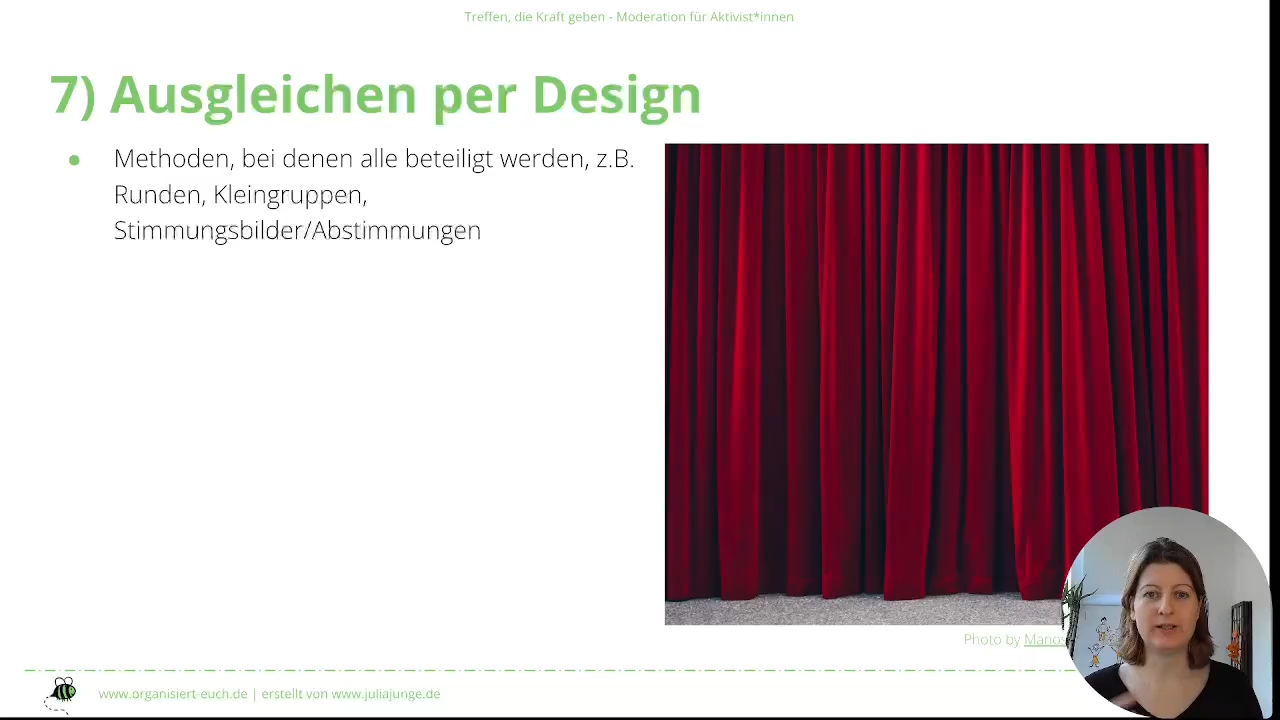 Treffen, die Kraft geben - Moderation für Aktivist*innen
7) Ausgleichen per Design
● Methoden, bei denen alle beteiligt werden, z.B.
Runden, Kleingruppen,
Stimmungsbilder/Abstimmungen
Photo by Manos
www.organisiert-euch.de | erstellt von www.juliajunge.de